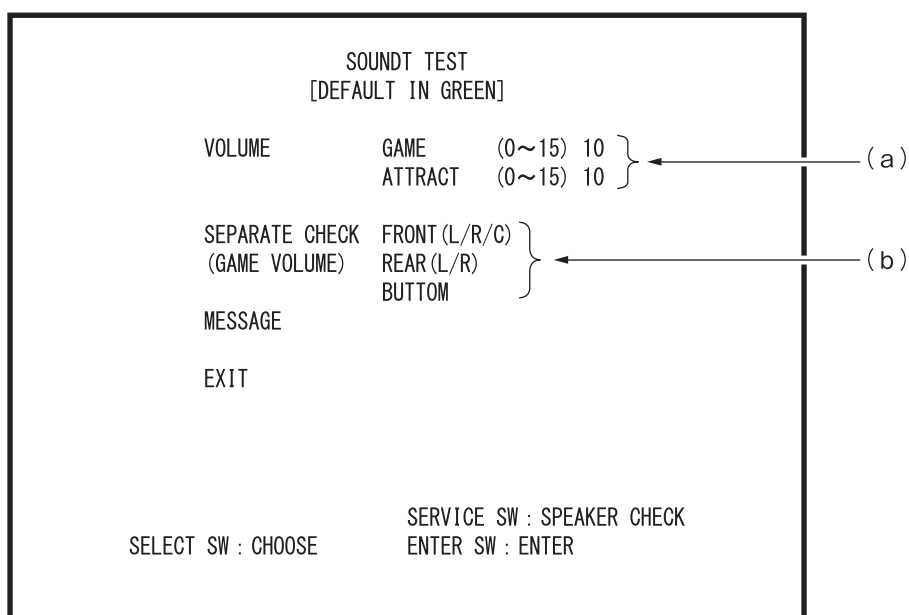 SOUNDT TEST
[DEFAULT IN GREEN]
VOLUME GAME (0～15) 10
ATTRACT (0～15) 10
(a)
SEPARATE CHECK FRONT(L/R/C)
(GAME VOLUME) REAR(L/R)
BUTTOM
(b)
MESSAGE
EXIT
SERVICE SW : SPEAKER CHECK
SELECT SW : CHOOSE ENTER SW : ENTER